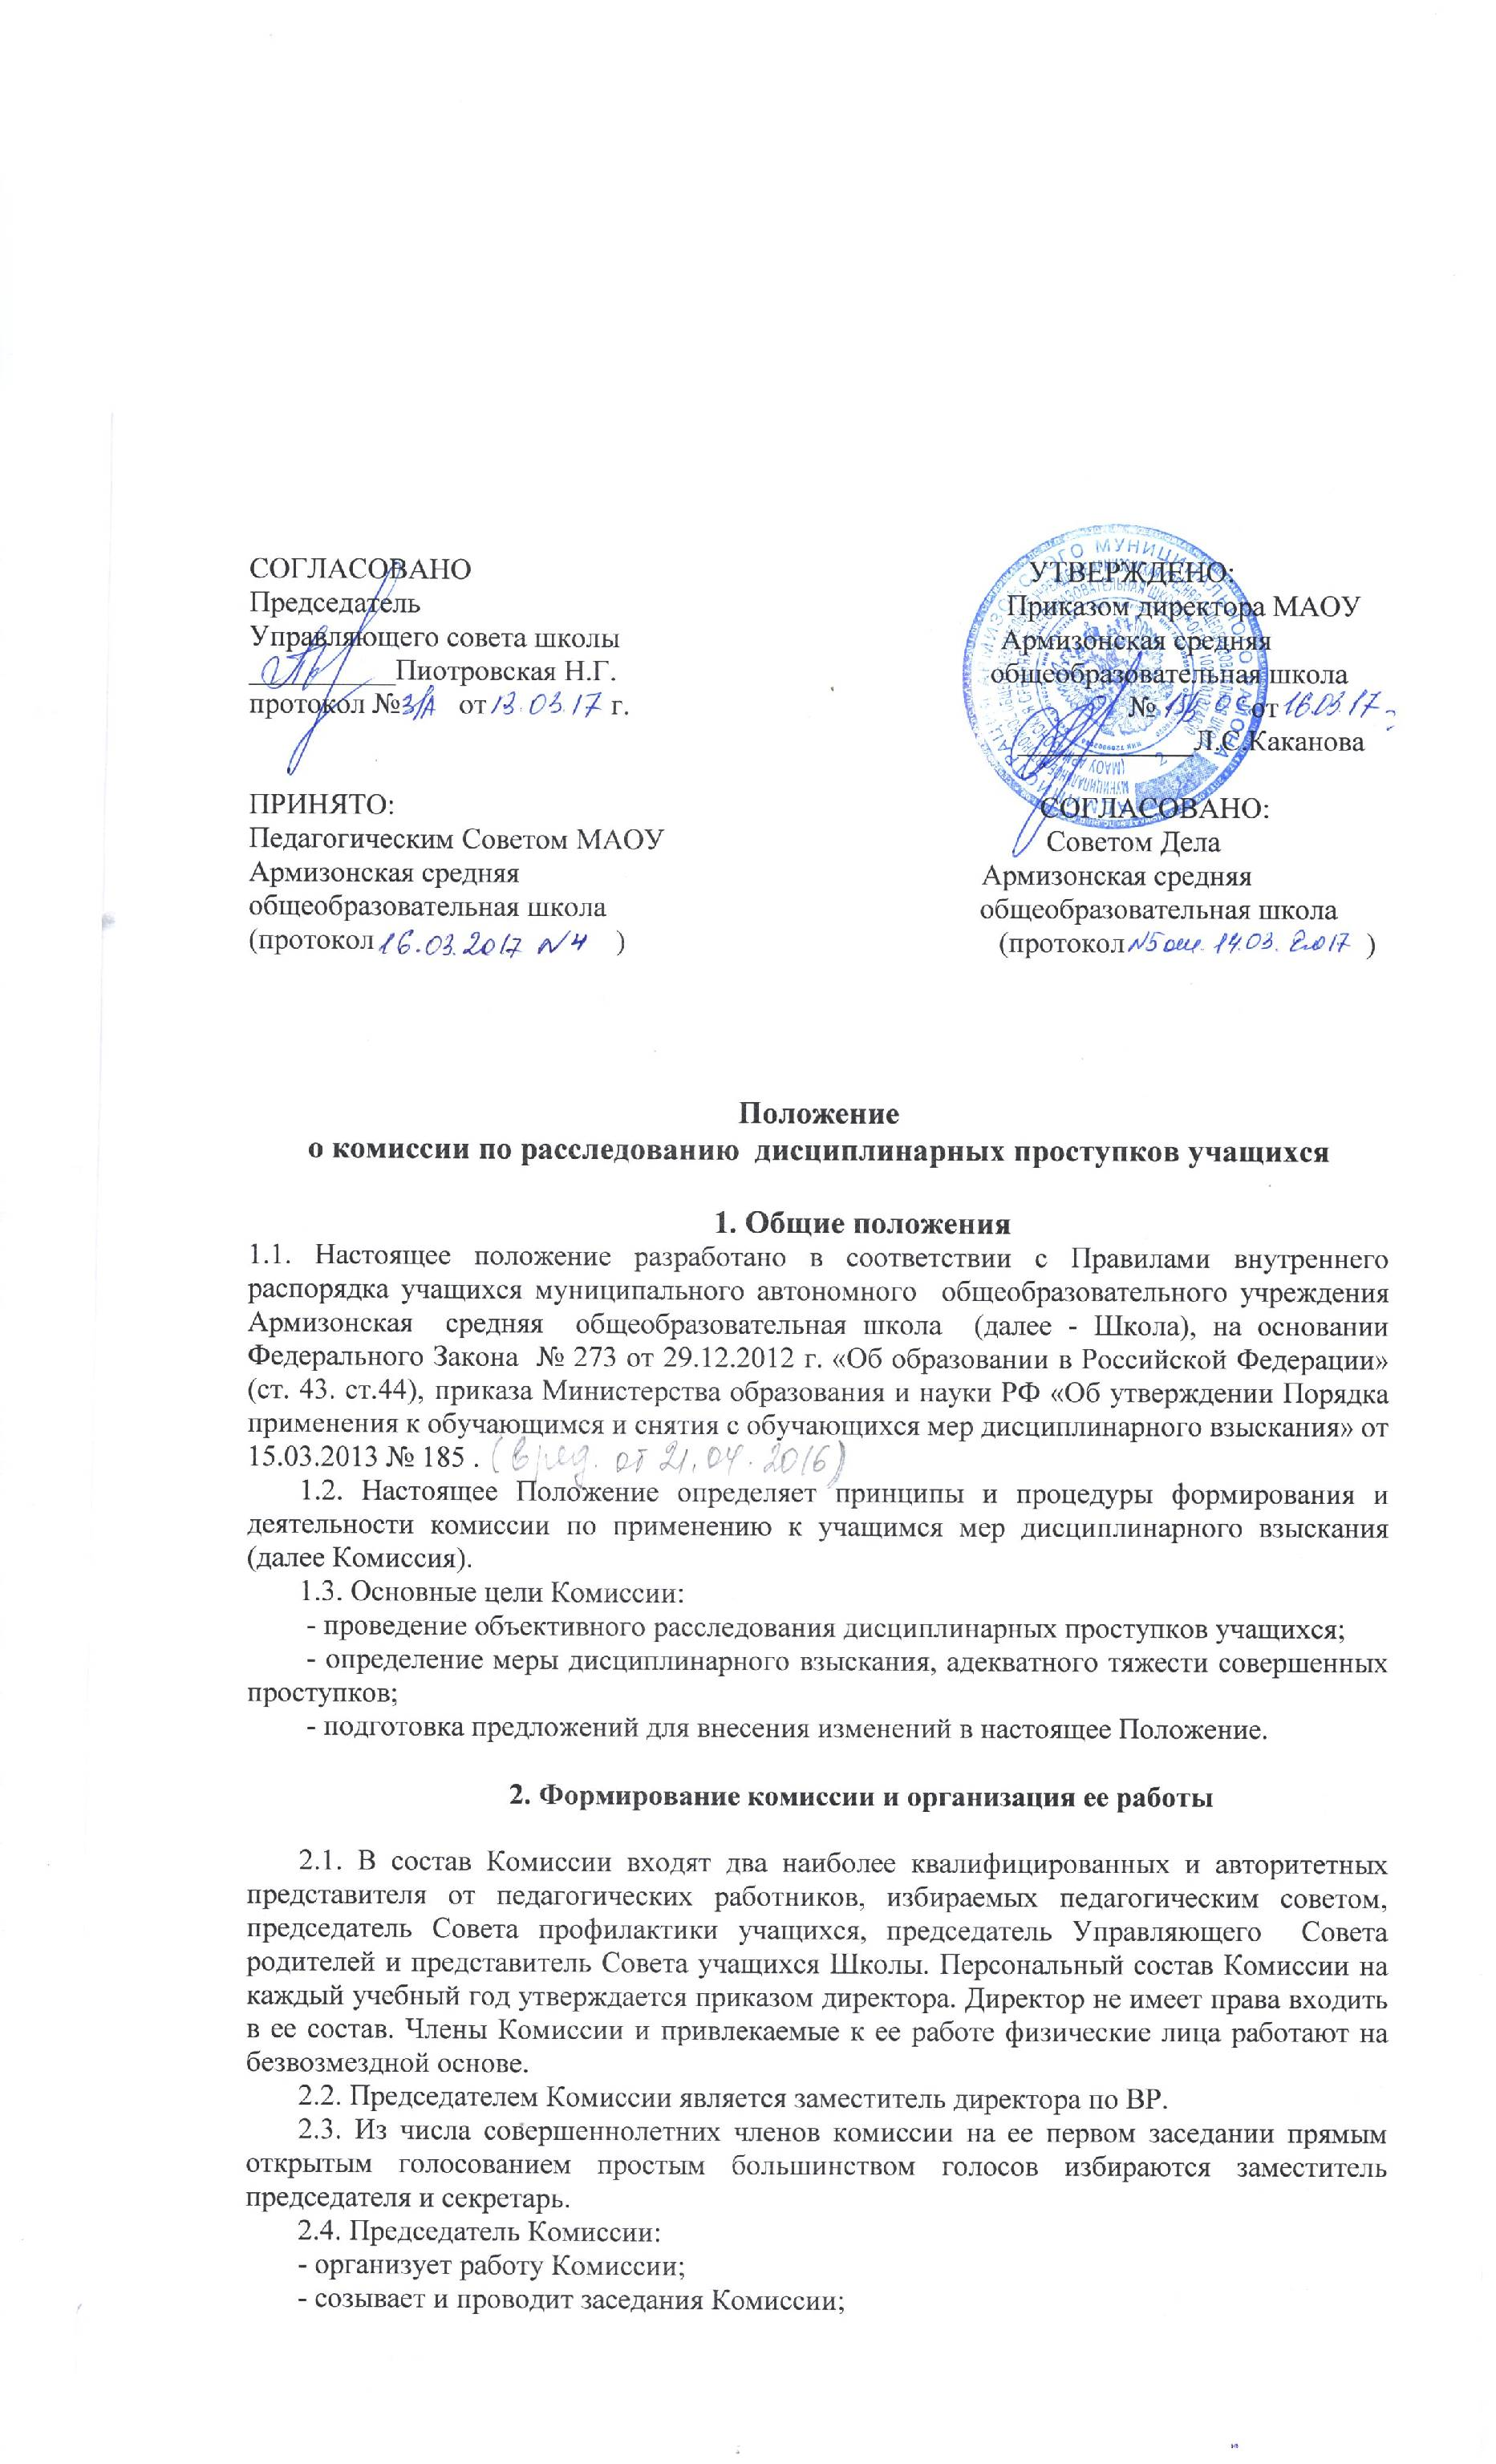 СОГЛАСОВАНО
Председатель
Управляющего совета школы
____________Пиотровская Н.Г.
протокол № от 13.03.17 г.
УТВЕРЖДЕНО:
Приказом директора МАОУ
Армизонская средняя
общеобразовательная школа
№ от 16.03.17
____________Л.С.Каканова
ПРИНЯТО:
Педагогическим Советом МАОУ
Армизонская средняя
общеобразовательная школа
(протокол 16.03.2017 N4 )
СОГЛАСОВАНО:
Советом Дела
Армизонская средняя
общеобразовательная школа
(протокол N5 14.03.2017 )
Положение
о комиссии по расследованию дисциплинарных проступков учащихся
1. Общие положения
1.1. Настоящее положение разработано в соответствии с Правилами внутреннего
распорядка учащихся муниципального автономного общеобразовательного учреждения
Армизонская средняя общеобразовательная школа (далее - Школа), на основании
Федерального Закона № 273 от 29.12.2012 г. «Об образовании в Российской Федерации»
(ст. 43. ст.44), приказа Министерства образования и науки РФ «Об утверждении Порядка
применения к обучающимся и снятия с обучающихся мер дисциплинарного взыскания» от
15.03.2013 № 185 . (в ред. от 21.04.2016)
1.2. Настоящее Положение определяет принципы и процедуры формирования и
деятельности комиссии по применению к учащимся мер дисциплинарного взыскания
(далее Комиссия).
1.3. Основные цели Комиссии:
- проведение объективного расследования дисциплинарных проступков учащихся;
- определение меры дисциплинарного взыскания, адекватного тяжести совершенных
проступков;
- подготовка предложений для внесения изменений в настоящее Положение.
2. Формирование комиссии и организация ее работы
2.1. В состав Комиссии входят два наиболее квалифицированных и авторитетных
представителя от педагогических работников, избираемых педагогическим советом,
председатель Совета профилактики учащихся, председатель Управляющего Совета
родителей и представитель Совета учащихся Школы. Персональный состав Комиссии на
каждый учебный год утверждается приказом директора. Директор не имеет права входить
в ее состав. Члены Комиссии и привлекаемые к ее работе физические лица работают на
безвозмездной основе.
2.2. Председателем Комиссии является заместитель директора по ВР.
2.3. Из числа совершеннолетних членов комиссии на ее первом заседании прямым
открытым голосованием простым большинством голосов избираются заместитель
председателя и секретарь.
2.4. Председатель Комиссии:
- организует работу Комиссии;
- созывает и проводит заседания Комиссии;